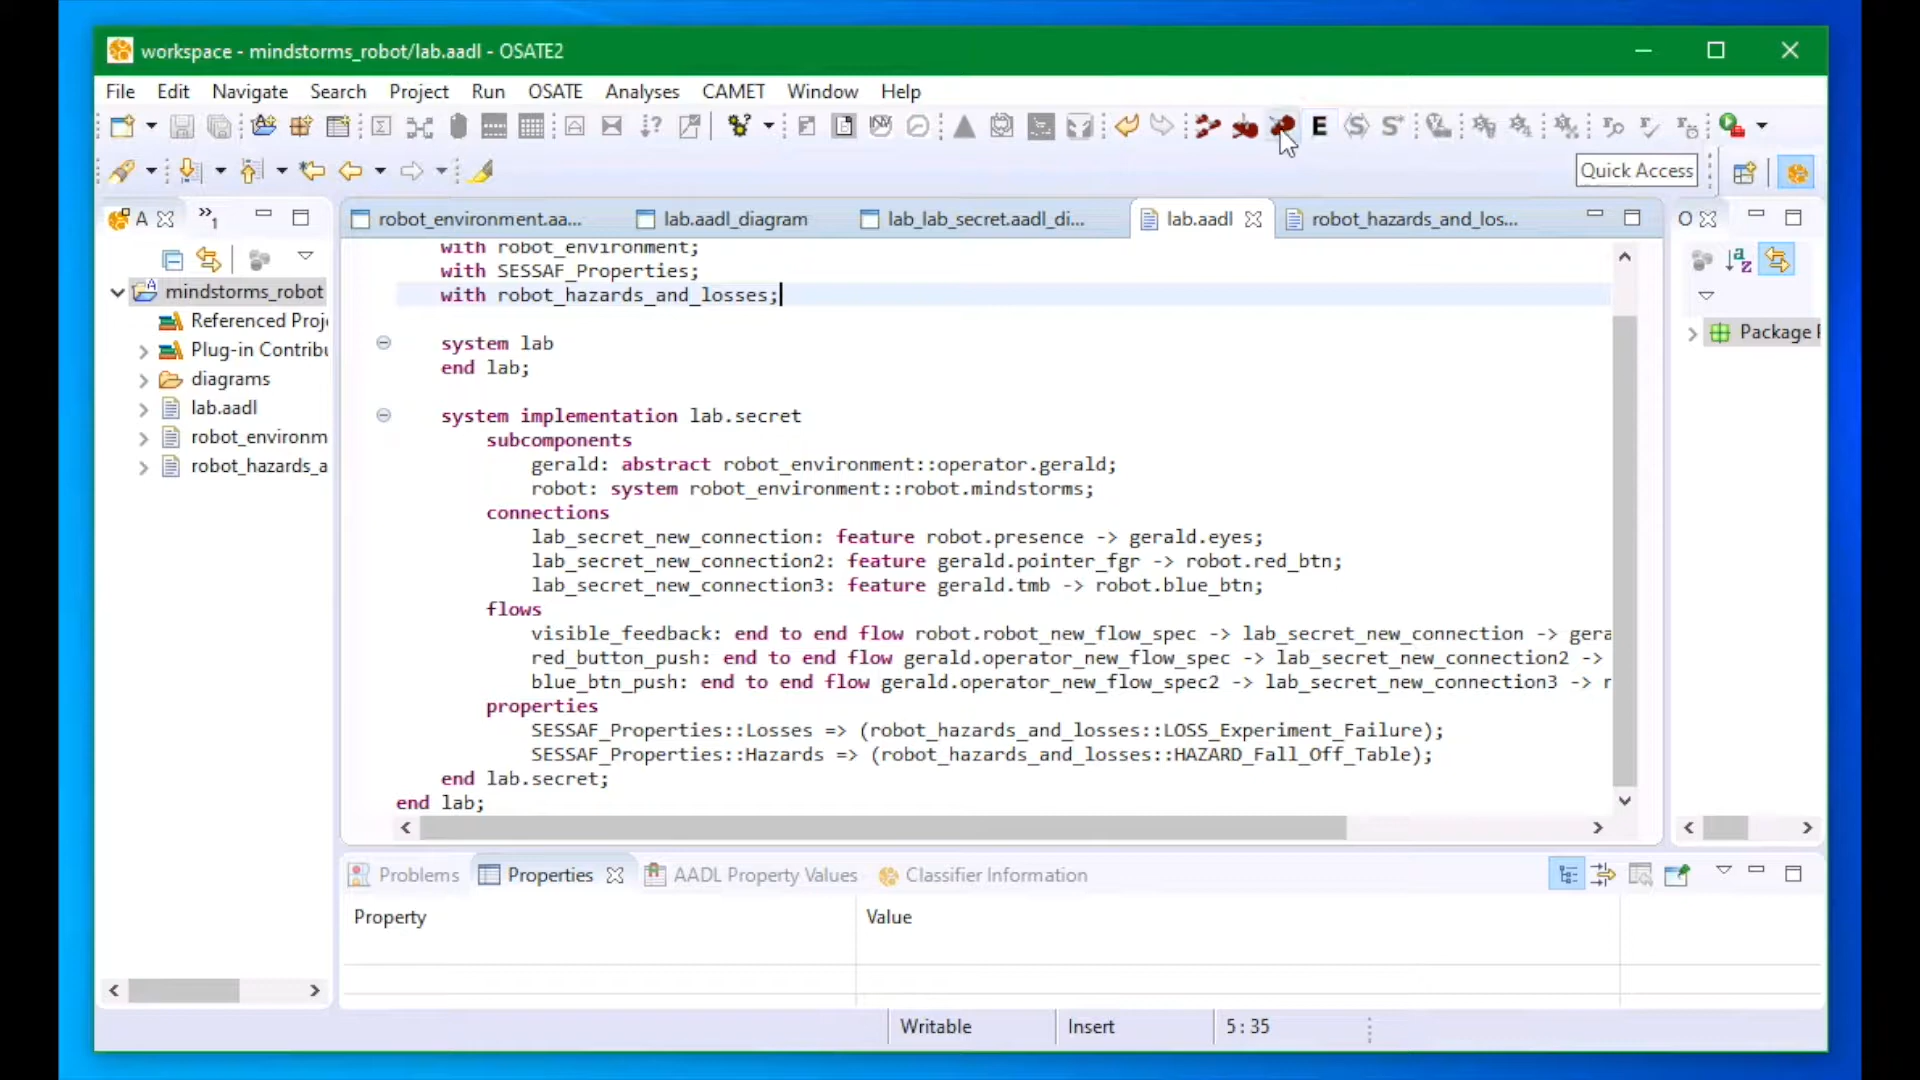 workspace - mindstorms_robot/lab.aadl - OSATE2
File Edit Navigate Search Project Run OSATE Analyses CAMET Window Help
Quick Access
A
»1
robot_environment.aa...
lab.aadl_diagram
lab_lab_secret.aadl_di...
lab.aadl
robot_hazards_and_los...
O
mindstorms_robot
Referenced Proj
Plug-in Contribu
diagrams
lab.aadl
robot_environm
robot_hazards_a
with robot_environment;
with SESSAF_Properties;
with robot_hazards_and_losses;
system lab
end lab;
system implementation lab.secret
subcomponents
gerald: abstract robot_environment::operator.gerald;
robot: system robot_environment::robot.mindstorms;
connections
lab_secret_new_connection: feature robot.presence -> gerald.eyes;
lab_secret_new_connection2: feature gerald.pointer_fgr -> robot.red_btn;
lab_secret_new_connection3: feature gerald.tmb -> robot.blue_btn;
flows
visible_feedback: end to end flow robot.robot_new_flow_spec -> lab_secret_new_connection -> gera
red_button_push: end to end flow gerald.operator_new_flow_spec -> lab_secret_new_connection2 ->
blue_btn_push: end to end flow gerald.operator_new_flow_spec2 -> lab_secret_new_connection3 -> r
properties
SESSAF_Properties::Losses => (robot_hazards_and_losses::LOSS_Experiment_Failure);
SESSAF_Properties::Hazards => (robot_hazards_and_losses::HAZARD_Fall_Off_Table);
end lab.secret;
end lab;
Package
Problems
Properties
AADL Property Values
Classifier Information
Property Value
Writable Insert 5 : 35